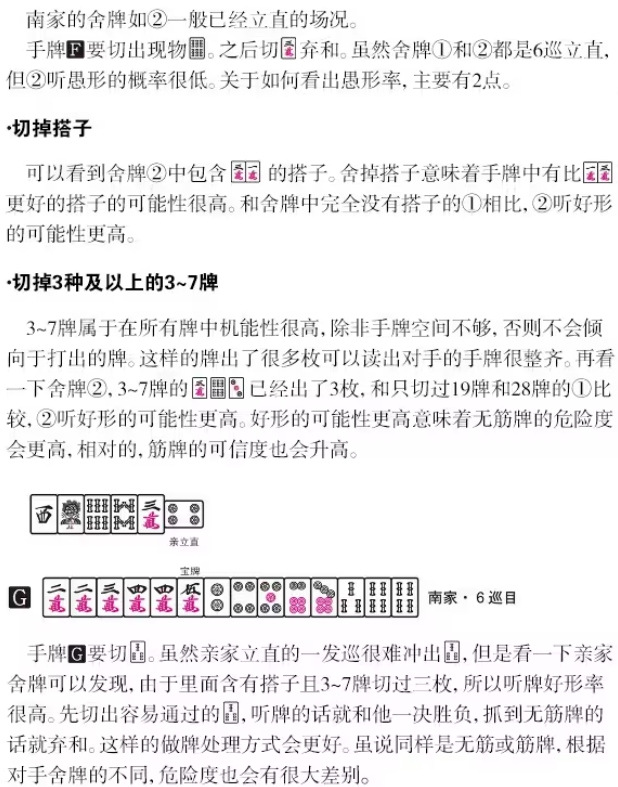 南家的舍牌如②一般已经立直的场况。
手牌F要切出现物。之后切弃和。虽然舍牌①和②都是6巡立直,
但②听愚形的概率很低。关于如何看出愚形率,主要有2点。
·切掉搭子
可以看到舍牌②中包含 三萬 一萬 的搭子。舍掉搭子意味着手牌中有比 一萬 三萬
更好的搭子的可能性很高。和舍牌中完全没有搭子的①相比,②听好形
的可能性更高。
·切掉3种及以上的3~7牌
3~7牌属于在所有牌中机能性很高,除非手牌空间不够,否则不会倾
向于打出的牌。这样的牌出了很多枚可以读出对手的手牌很整齐。再看
一下舍牌②,3~7牌的已经出了3枚,和只切过19牌和28牌的①比
较,②听好形的可能性更高。好形的可能性更高意味着无筋牌的危险度
会更高,相对的,筋牌的可信度也会升高。
西 三萬
亲立直
宝牌
G 二萬 二萬 三萬 四萬 四萬 伍萬 南家·6巡目
手牌G要切。虽然亲家立直的一发巡很难冲出,但是看一下亲家
舍牌可以发现,由于里面含有搭子且3~7牌切过三枚,所以听牌好形率
很高。先切出容易通过的,听牌的话就和他一决胜负,抓到无筋牌的
话就弃和。这样的做牌处理方式会更好。虽说同样是无筋或筋牌,根据
对手舍牌的不同,危险度也会有很大差别。